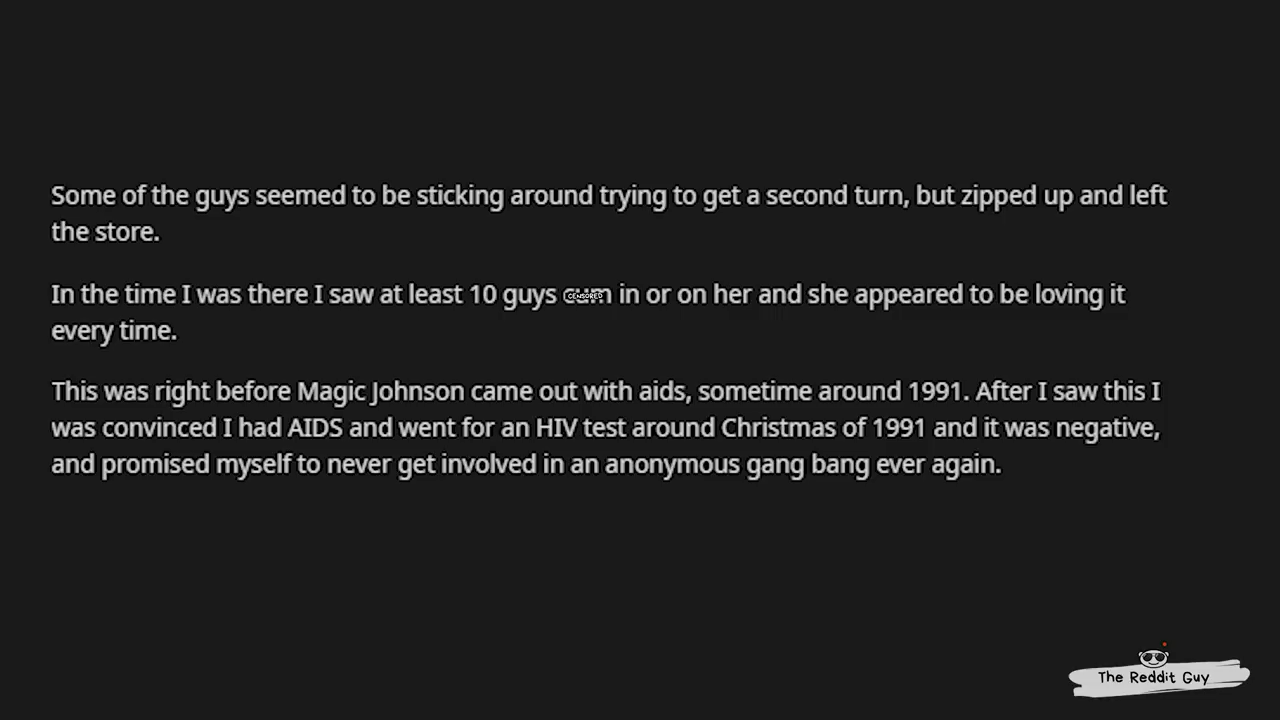 Some of the guys seemed to be sticking around trying to get a second turn, but zipped up and left
the store.
In the time I was there I saw at least 10 guys cum in or on her and she appeared to be loving it
every time.
This was right before Magic Johnson came out with aids, sometime around 1991. After I saw this I
was convinced I had AIDS and went for an HIV test around Christmas of 1991 and it was negative,
and promised myself to never get involved in an anonymous gang bang ever again.
CENSORED
The Reddit Guy